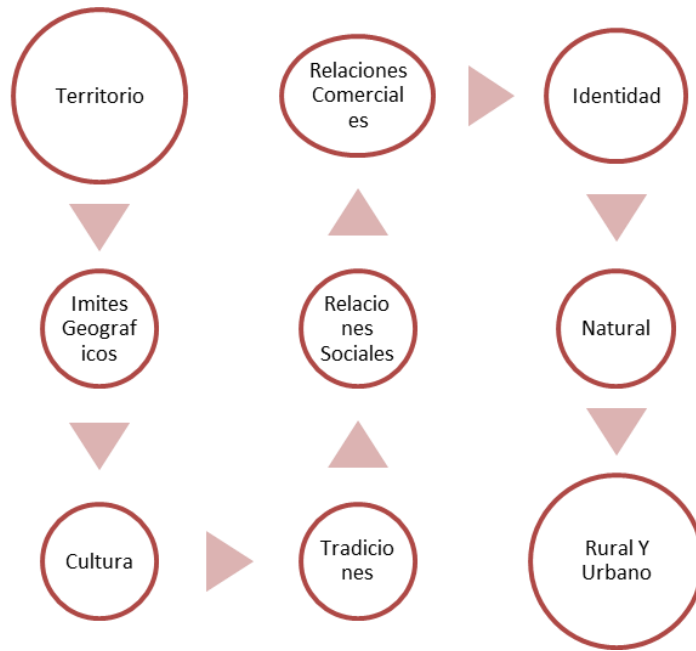 Territorio
Imites
Geograf
icos
Cultura
Tradicio
nes
Relacio
nes
Sociales
Relaciones
Comercial
es
Identidad
Natural
Rural Y
Urbano